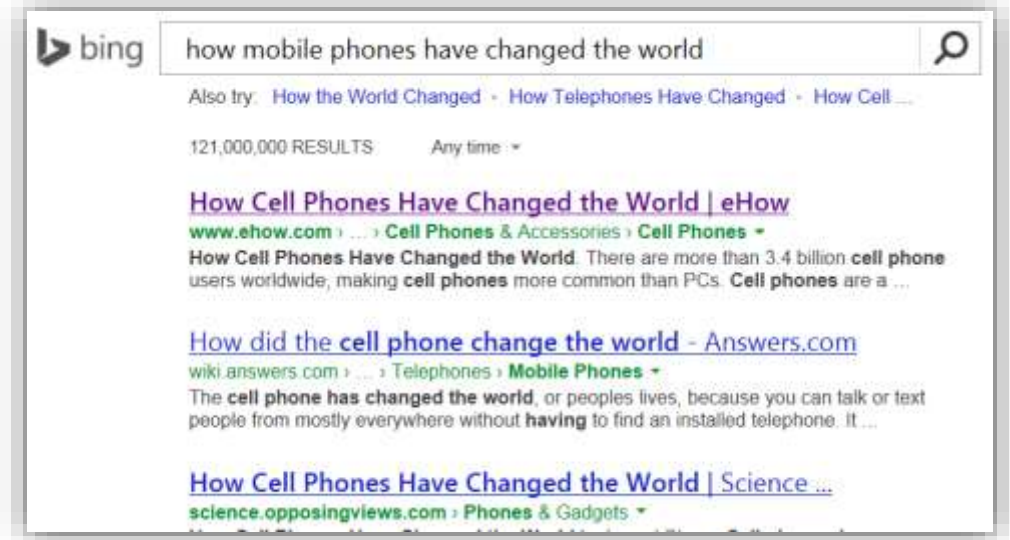 bing how mobile phones have changed the world
Also try: How the World Changed · How Telephones Have Changed · How Cell ...
121,000,000 RESULTS Any time
How Cell Phones Have Changed the World | eHow
www.ehow.com › ... › Cell Phones & Accessories › Cell Phones
How Cell Phones Have Changed the World. There are more than 3.4 billion cell phone
users worldwide, making cell phones more common than PCs. Cell phones are a ...
How did the cell phone change the world - Answers.com
wiki.answers.com › ... › Telephones › Mobile Phones
The cell phone has changed the world, or peoples lives, because you can talk or text
people from mostly everywhere without having to find an installed telephone. It ...
How Cell Phones Have Changed the World | Science ...
science.opposingviews.com › Phones & Gadgets